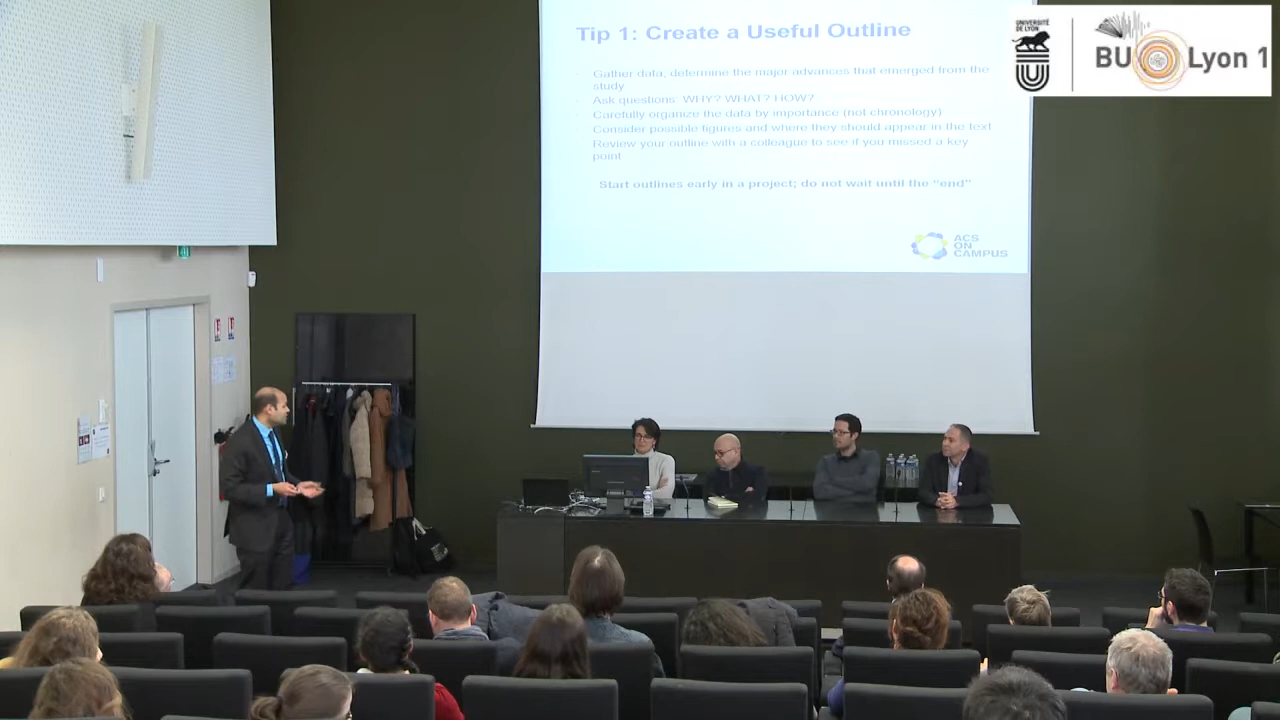 Tip 1: Create a Useful Outline
Gather data, determine the major advances that emerged from the
study
Ask questions: WHY? WHAT? HOW?
Carefully organize the data by importance (not chronology)
Consider possible figures and where they should appear in the text
Review your outline with a colleague to see if you missed a key
point
Start outlines early in a project; do not wait until the "end"
ACS
ON
CAMPUS
UNIVERSITÉ
DE LYON
BU Lyon 1